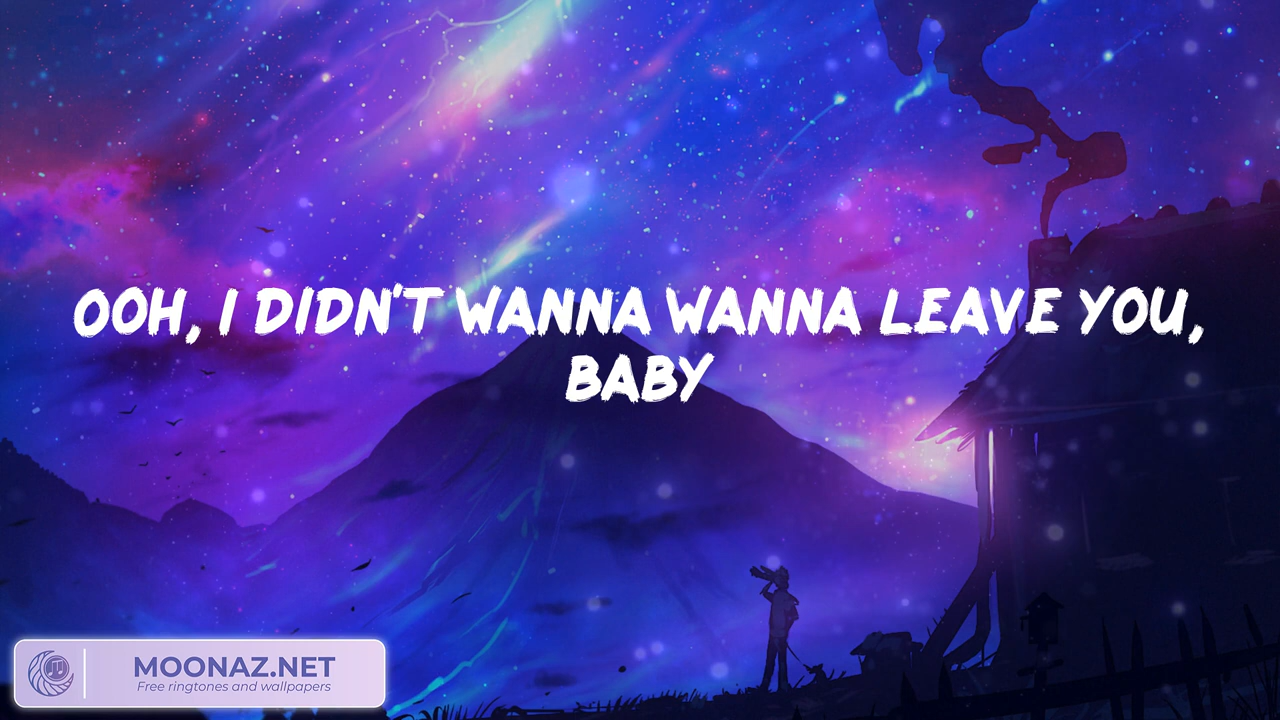 OOH, I DIDN'T WANNA WANNA LEAVE YOU,
BABY
MOONAZ.NET
Free ringtones and wallpapers